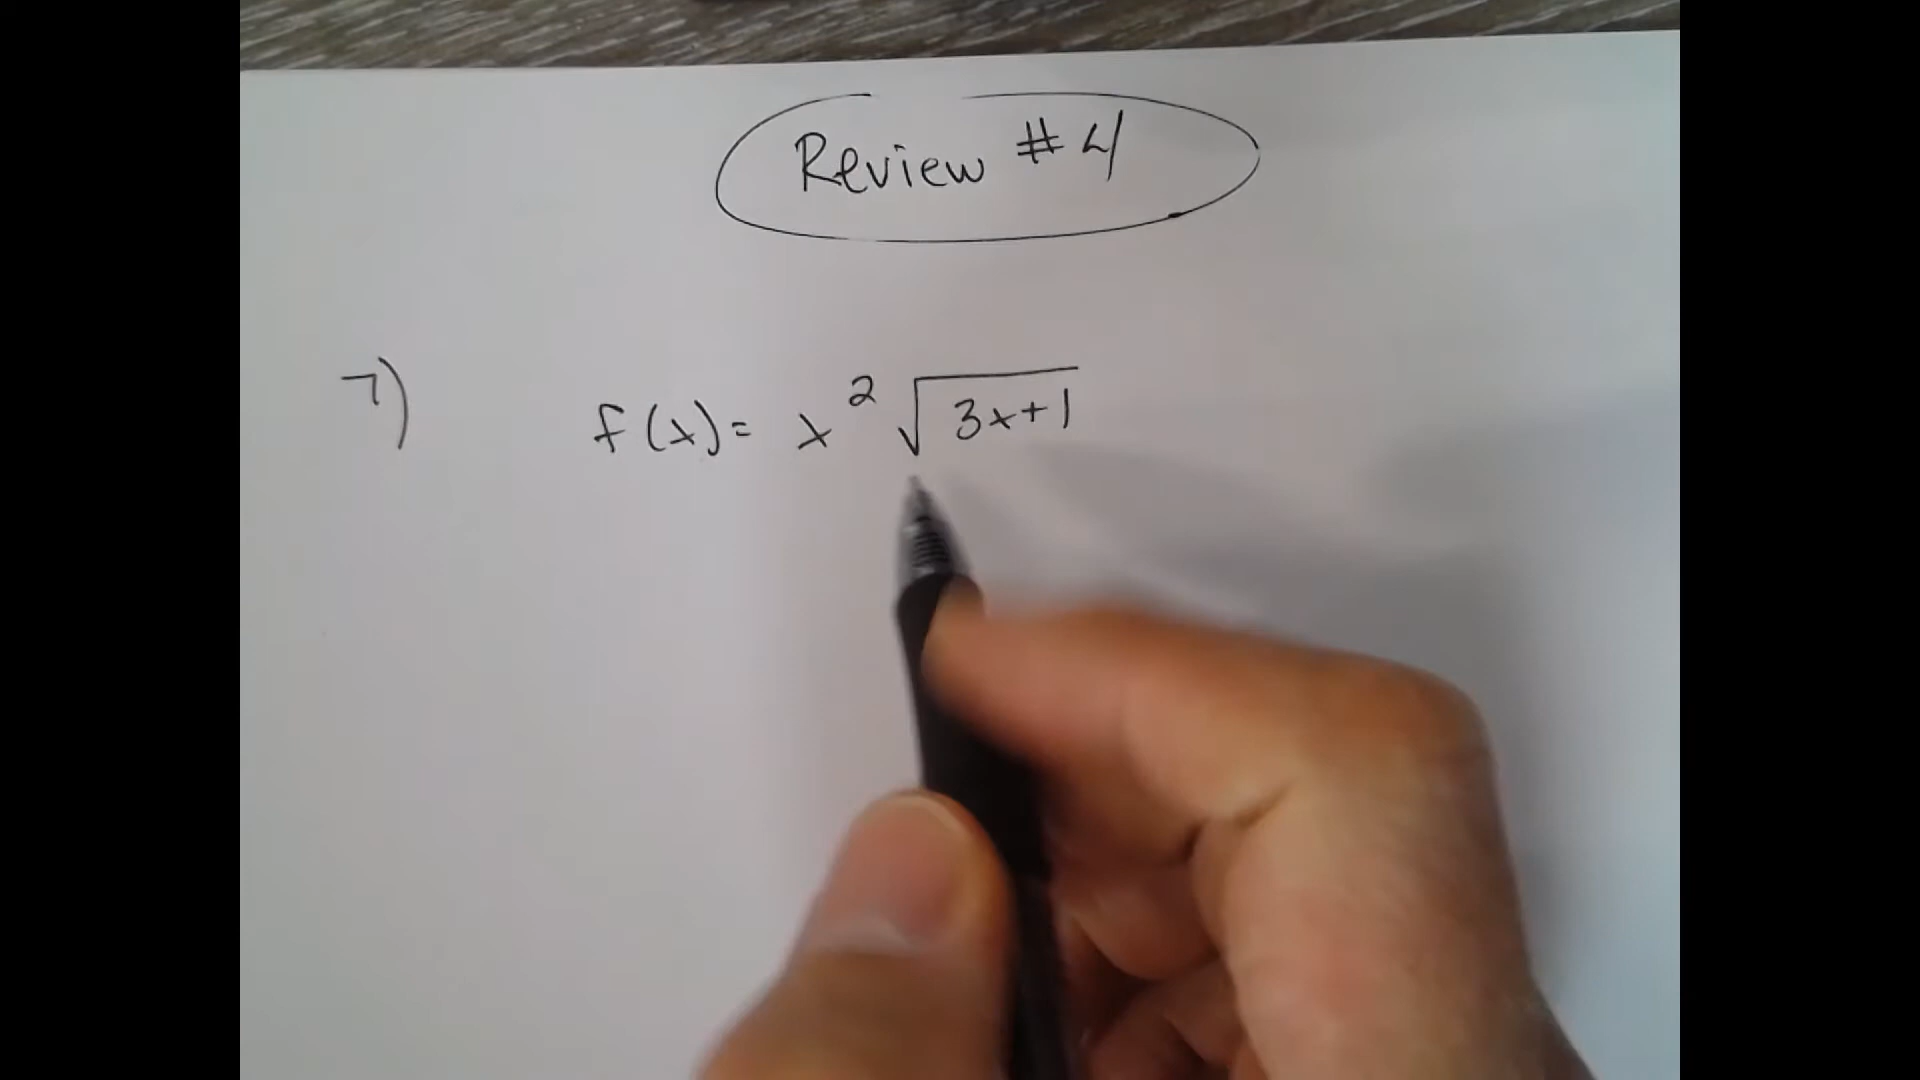 Review #4
7) f(x)= x² √3x+1